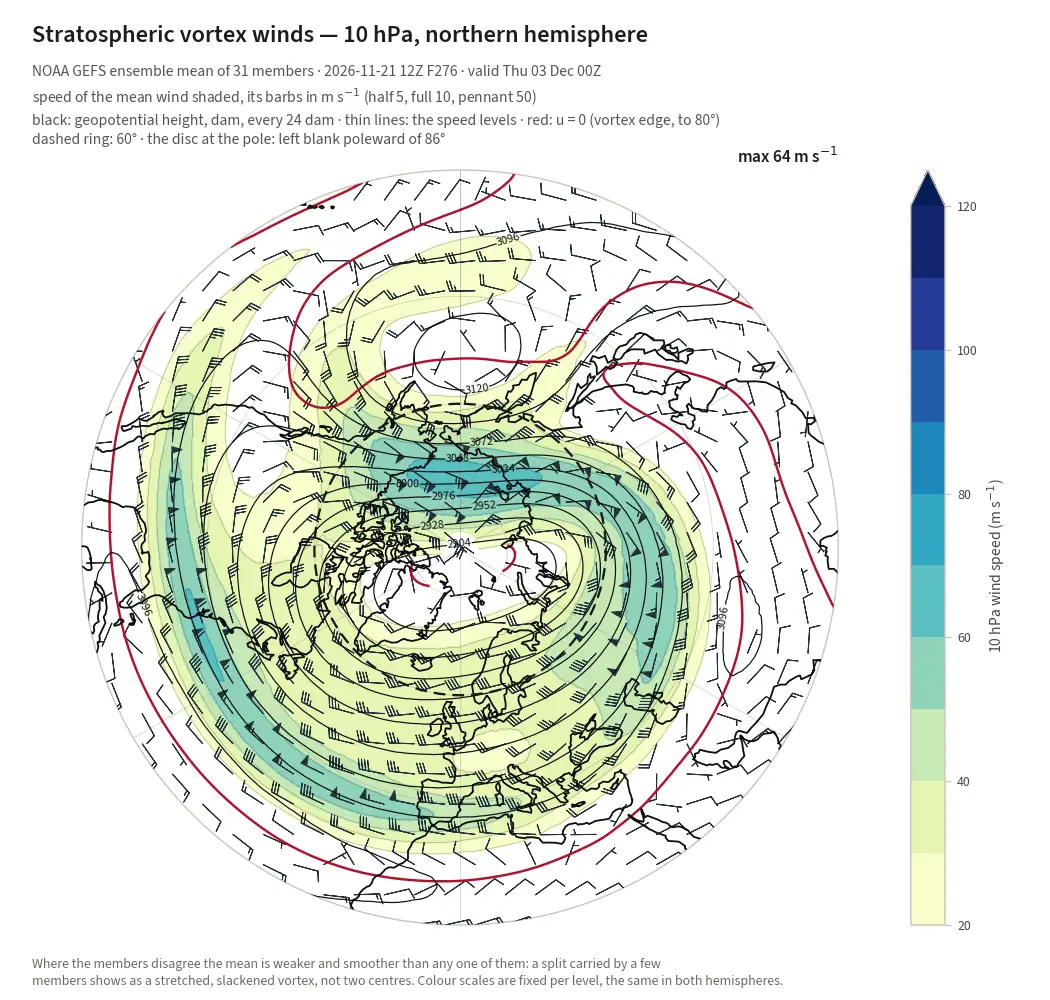 Stratospheric vortex winds — 10 hPa, northern hemisphere
NOAA GEFS ensemble mean of 31 members · 2026-11-21 12Z F276 · valid Thu 03 Dec 00Z
speed of the mean wind shaded, its barbs in m s⁻¹ (half 5, full 10, pennant 50)
black: geopotential height, dam, every 24 dam · thin lines: the speed levels · red: u = 0 (vortex edge, to 80°)
dashed ring: 60° · the disc at the pole: left blank poleward of 86°
max 64 m s⁻¹
120
100
80
60
40
20
10 hPa wind speed (m s⁻¹)
3096
3120
3072
3048
3024
3000
2976
2952
2928
2904
3096
3096
Where the members disagree the mean is weaker and smoother than any one of them: a split carried by a few
members shows as a stretched, slackened vortex, not two centres. Colour scales are fixed per level, the same in both hemispheres.